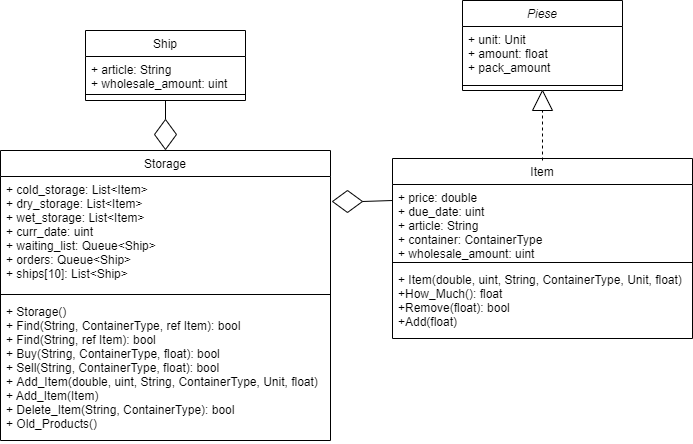 Piese
+ unit: Unit
+ amount: float
+ pack_amount
Ship
+ article: String
+ wholesale_amount: uint
Storage
+ cold_storage: List<Item>
+ dry_storage: List<Item>
+ wet_storage: List<Item>
+ curr_date: uint
+ waiting_list: Queue<Ship>
+ orders: Queue<Ship>
+ ships[10]: List<Ship>
+ Storage()
+ Find(String, ContainerType, ref Item): bool
+ Find(String, ref Item): bool
+ Buy(String, ContainerType, float): bool
+ Sell(String, ContainerType, float): bool
+ Add_Item(double, uint, String, ContainerType, Unit, float)
+ Add_Item(Item)
+ Delete_Item(String, ContainerType): bool
+ Old_Products()
Item
+ price: double
+ due_date: uint
+ article: String
+ container: ContainerType
+ wholesale_amount: uint
+ Item(double, uint, String, ContainerType, Unit, float)
+How_Much(): float
+Remove(float): bool
+Add(float)